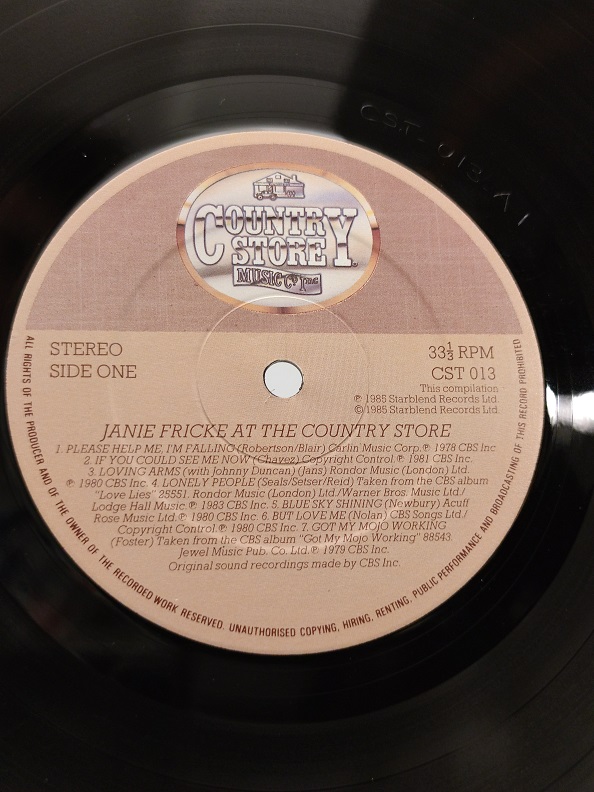 CST-013-A1
COUNTRY
STORE
MUSIC Co Inc
STEREO
SIDE ONE
33⅓ RPM
CST 013
This compilation
℗ 1985 Starblend Records Ltd.
© 1985 Starblend Records Ltd.
JANIE FRICKE AT THE COUNTRY STORE
1. PLEASE HELP ME, I'M FALLING (Robertson/Blair) Carlin Music Corp. ℗ 1978 CBS Inc
2. IF YOU COULD SEE ME NOW (Chavez) Copyright Control. ℗ 1981 CBS Inc.
3. LOVING ARMS (with Johnny Duncan) (Jans) Rondor Music (London) Ltd.
℗ 1980 CBS Inc. 4. LONELY PEOPLE (Seals/Setser/Reid) Taken from the CBS album
"Love Lies" 25551. Rondor Music (London) Ltd./Warner Bros. Music Ltd./
Lodge Hall Music. ℗ 1983 CBS Inc. 5. BLUE SKY SHINING (Newbury) Acuff
Rose Music Ltd. ℗ 1980 CBS Inc. 6. BUT LOVE ME (Nolan) CBS Songs Ltd./
Copyright Control. ℗ 1980 CBS Inc. 7. GOT MY MOJO WORKING
(Foster) Taken from the CBS album "Got My Mojo Working" 88543.
Jewel Music Pub. Co. Ltd. ℗ 1979 CBS Inc.
Original sound recordings made by CBS Inc.
ALL RIGHTS OF THE PRODUCER AND OF THE OWNER OF THE RECORDED WORK RESERVED. UNAUTHORISED COPYING, HIRING, RENTING, PUBLIC PERFORMANCE AND BROADCASTING OF THIS RECORD PROHIBITED